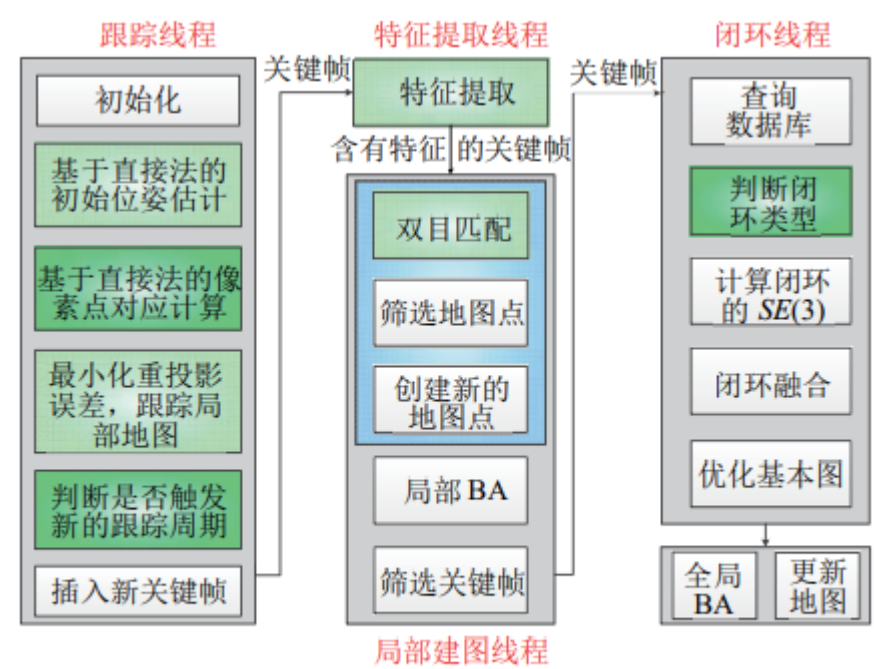 跟踪线程
初始化
基于直接法的
初始位姿估计
基于直接法的像
素点对应计算
最小化重投影
误差，跟踪局
部地图
判断是否触发
新的跟踪周期
插入新关键帧
关键帧
特征提取线程
特征提取
含有特征 的关键帧
双目匹配
筛选地图点
创建新的
地图点
局部 BA
筛选关键帧
局部建图线程
关键帧
闭环线程
查询
数据库
判断闭
环类型
计算闭环
的 SE(3)
闭环融合
优化基本图
全局
BA
更新
地图